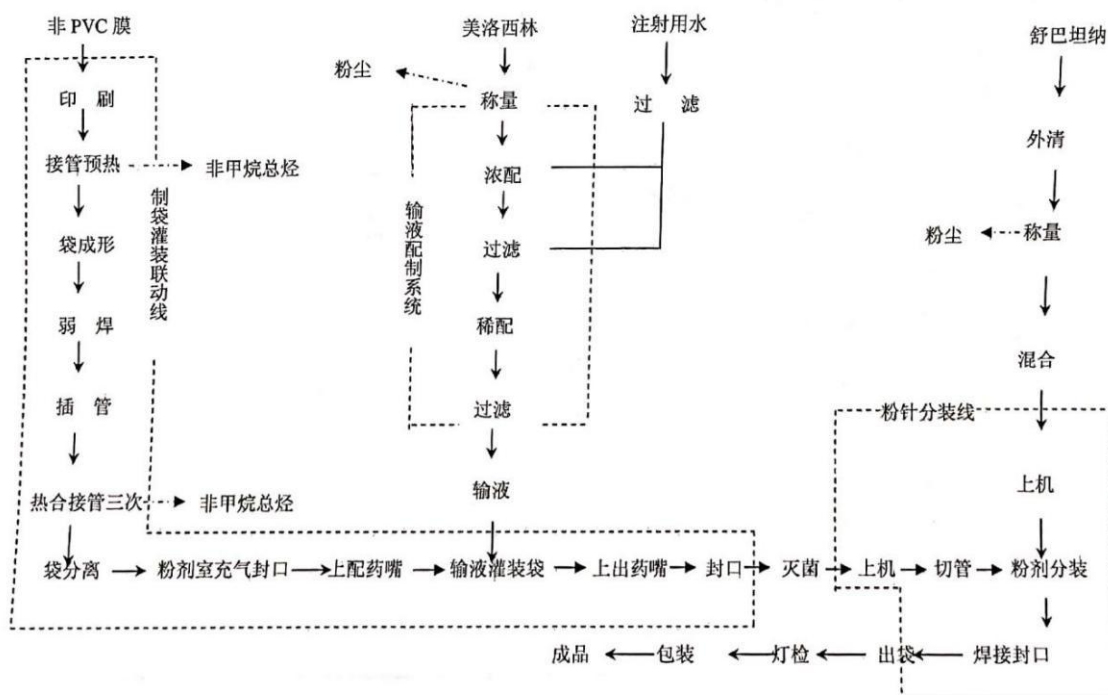 非 PVC 膜
美洛西林
注射用水
舒巴坦纳
粉尘
印 刷
称量
过 滤
外清
接管预热
非甲烷总烃
浓配
制袋灌装联动线
输液配制系统
粉尘
称量
袋成形
过滤
弱 焊
稀配
混合
插 管
过滤
粉针分装线
热合接管三次
非甲烷总烃
输液
上机
袋分离
粉剂室充气封口
上配药嘴
输液灌装袋
上出药嘴
封口
灭菌
上机
切管
粉剂分装
成品
包装
灯检
出袋
焊接封口